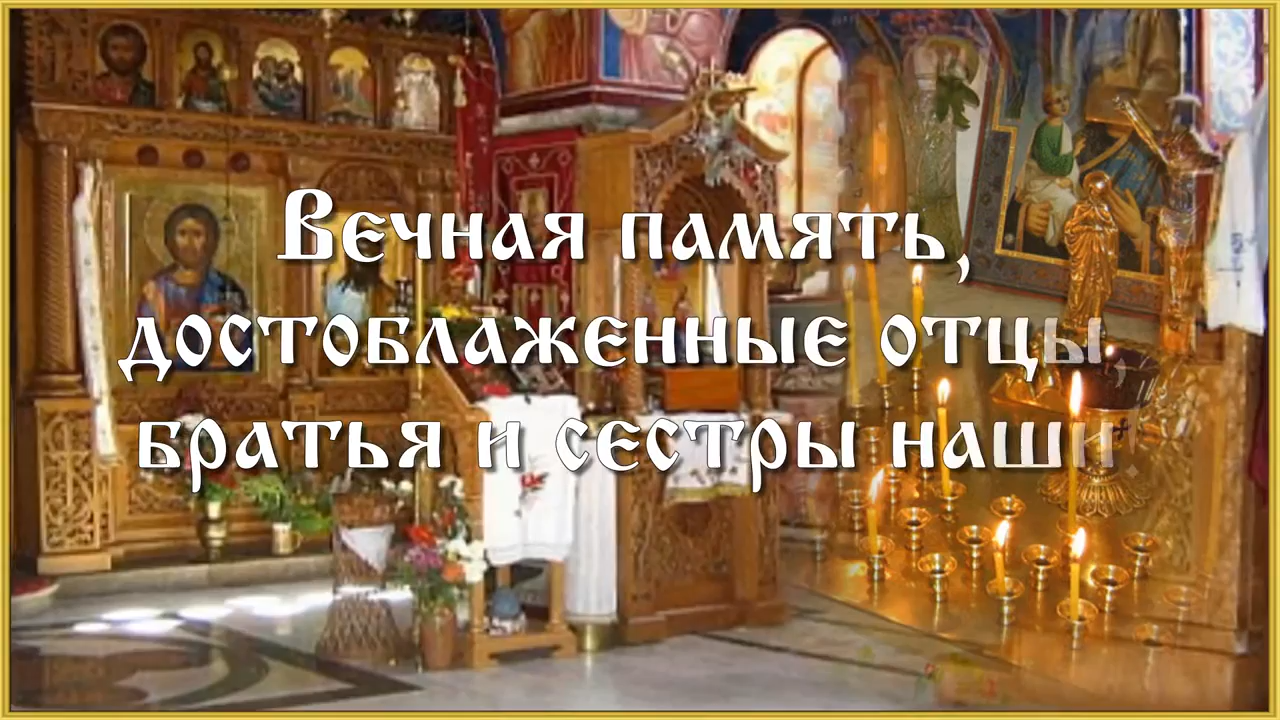 Вечная память,
достоблаженные отцы,
братья и сестры наши!